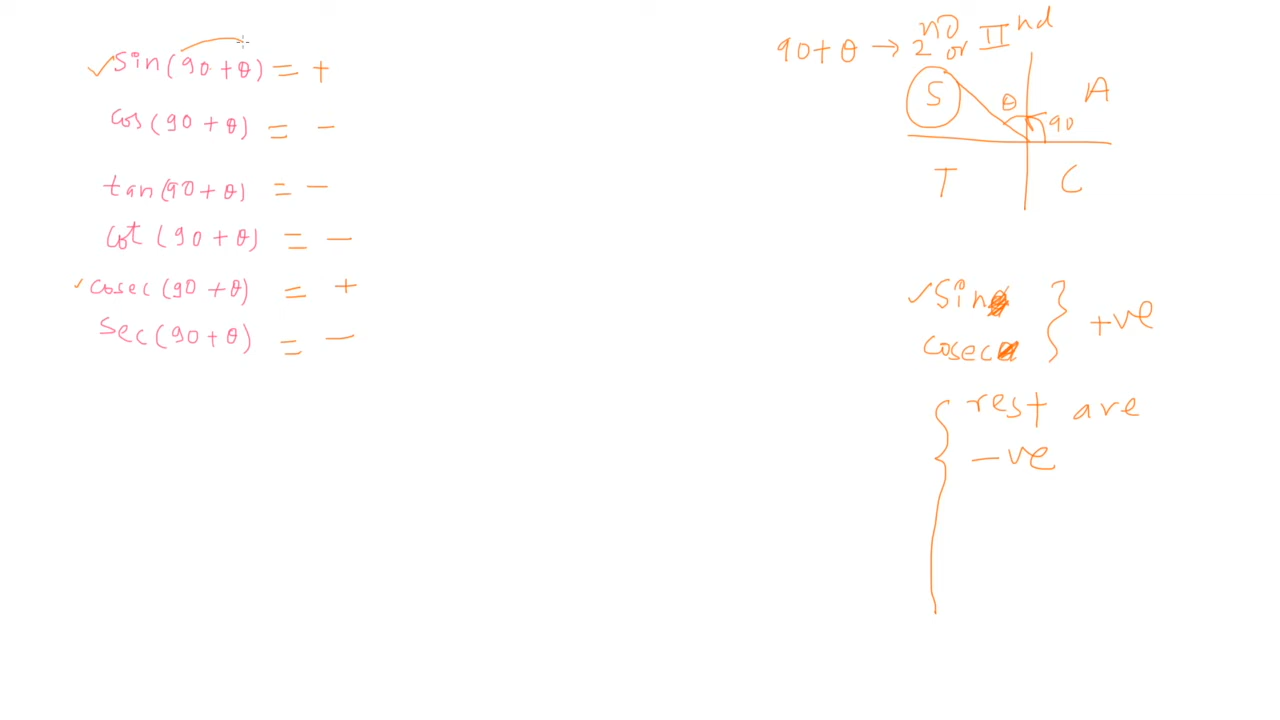 ✓ sin(90 + θ) = +
cos(90 + θ) = -
tan(90 + θ) = -
cot(90 + θ) = -
✓ cosec(90 + θ) = +
sec(90 + θ) = -
90 + θ → 2nd or IInd
S θ A
90
T C
✓ sin
cosec } +ve
{ rest are
-ve